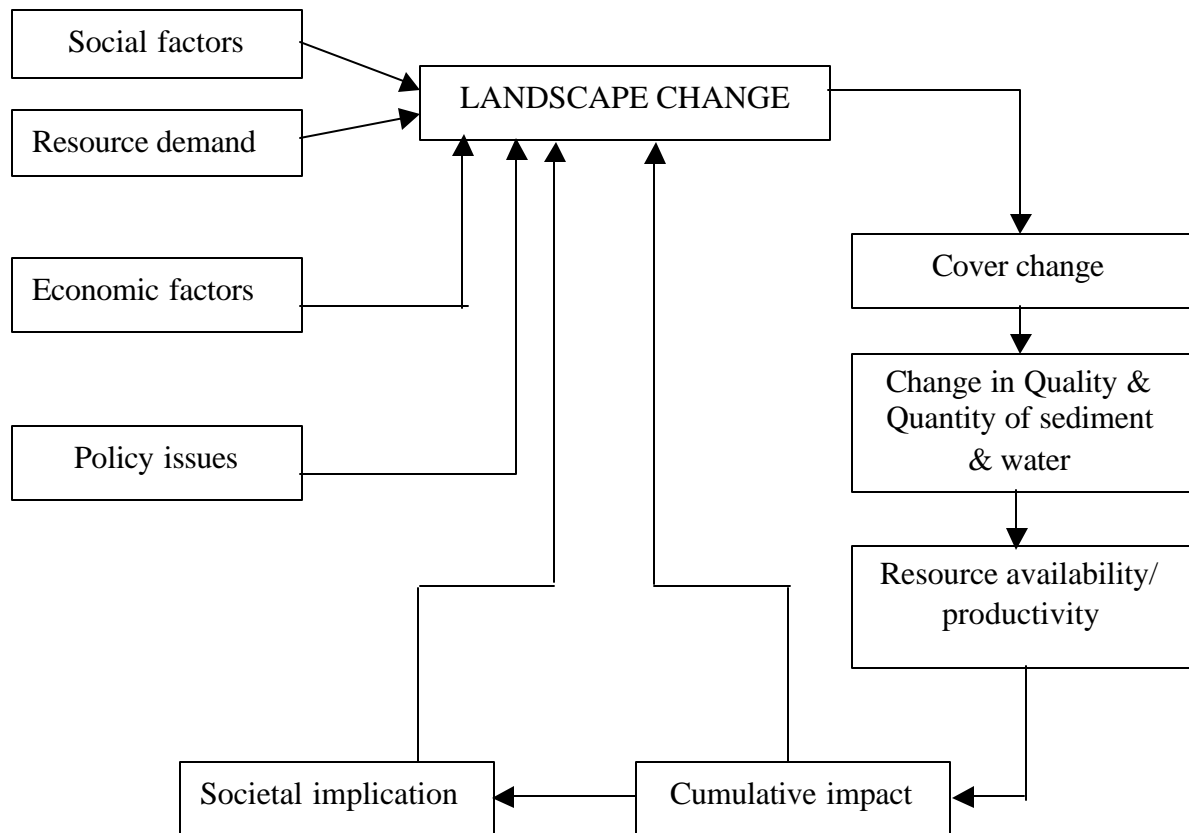 Social factors
LANDSCAPE CHANGE
Resource demand
Economic factors
Cover change
Change in Quality &
Quantity of sediment
& water
Policy issues
Resource availability/
productivity
Societal implication
Cumulative impact